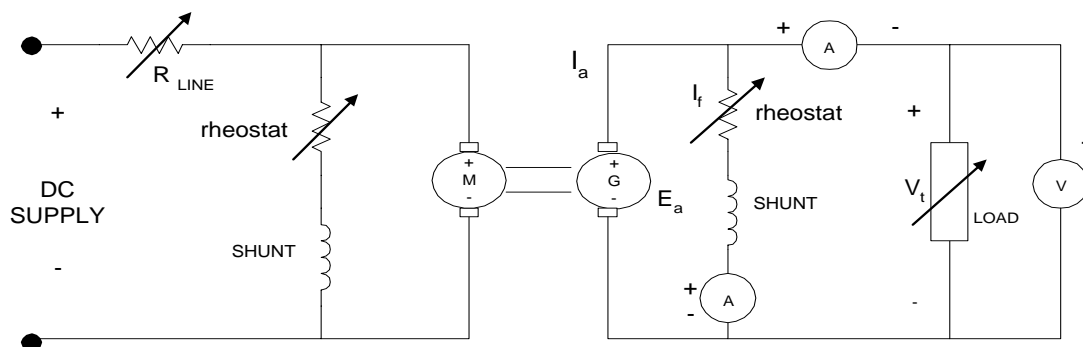 R LINE
+
rheostat
DC
SUPPLY
-
SHUNT
+
M
-
I a
+
G
-
E a
I f
rheostat
SHUNT
+
A
-
+
A
-
+
V t
LOAD
-
+
V
-